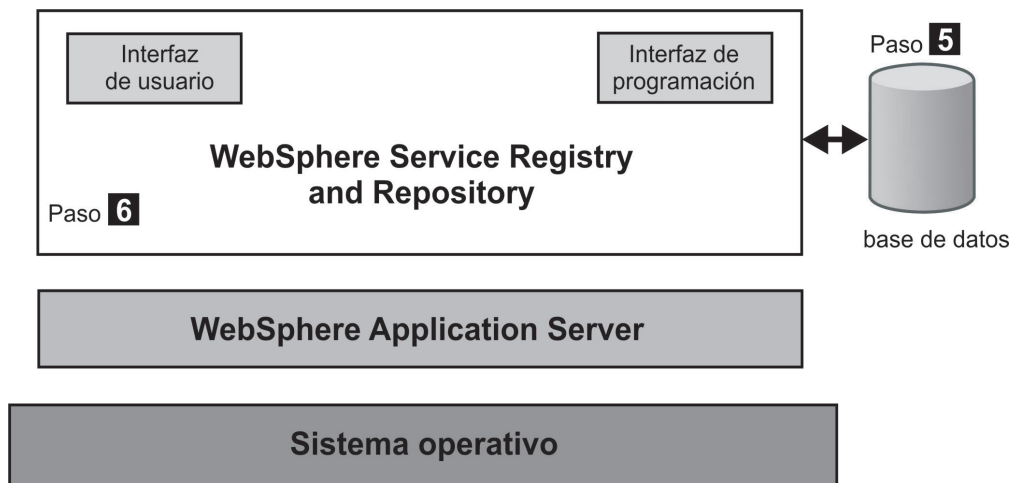 Interfaz
de usuario
Interfaz de
programación
Paso 5
WebSphere Service Registry
and Repository
Paso 6
base de datos
WebSphere Application Server
Sistema operativo